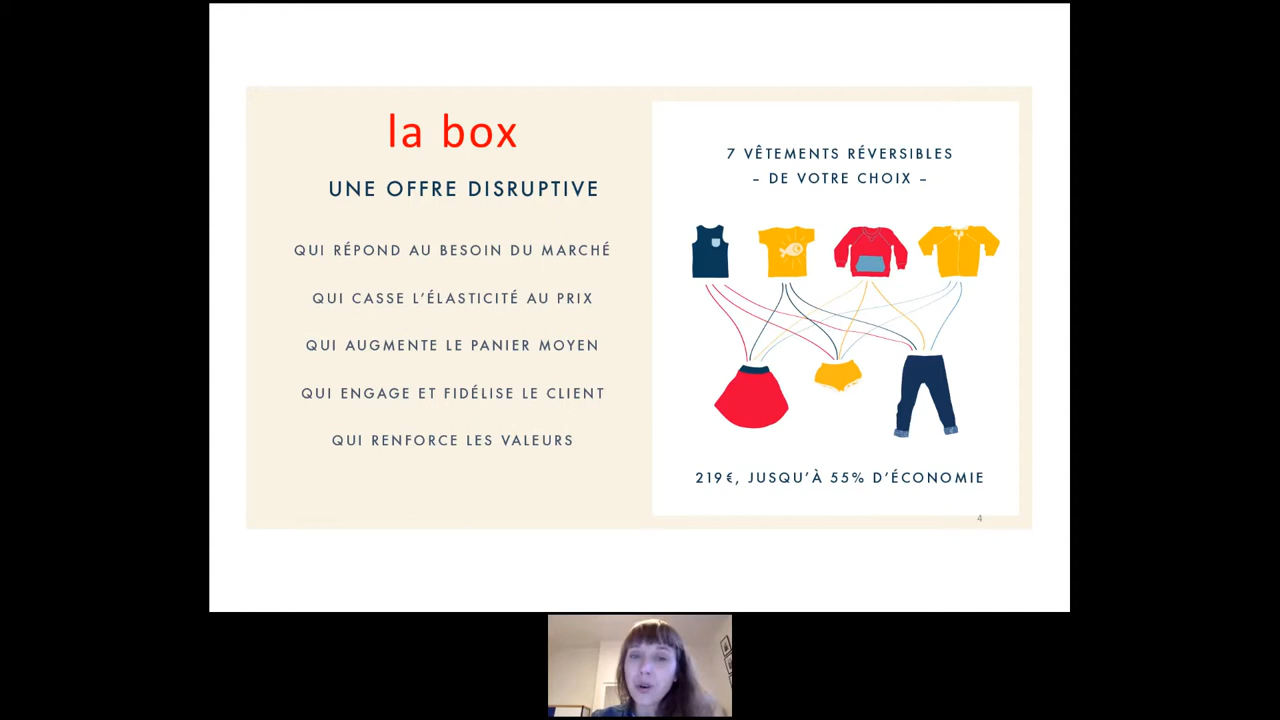 la box
UNE OFFRE DISRUPTIVE
QUI RÉPOND AU BESOIN DU MARCHÉ
QUI CASSE L'ÉLASTICITÉ AU PRIX
QUI AUGMENTE LE PANIER MOYEN
QUI ENGAGE ET FIDÉLISE LE CLIENT
QUI RENFORCE LES VALEURS
7 VÊTEMENTS RÉVERSIBLES
– DE VOTRE CHOIX –
219€, JUSQU'À 55% D'ÉCONOMIE
4